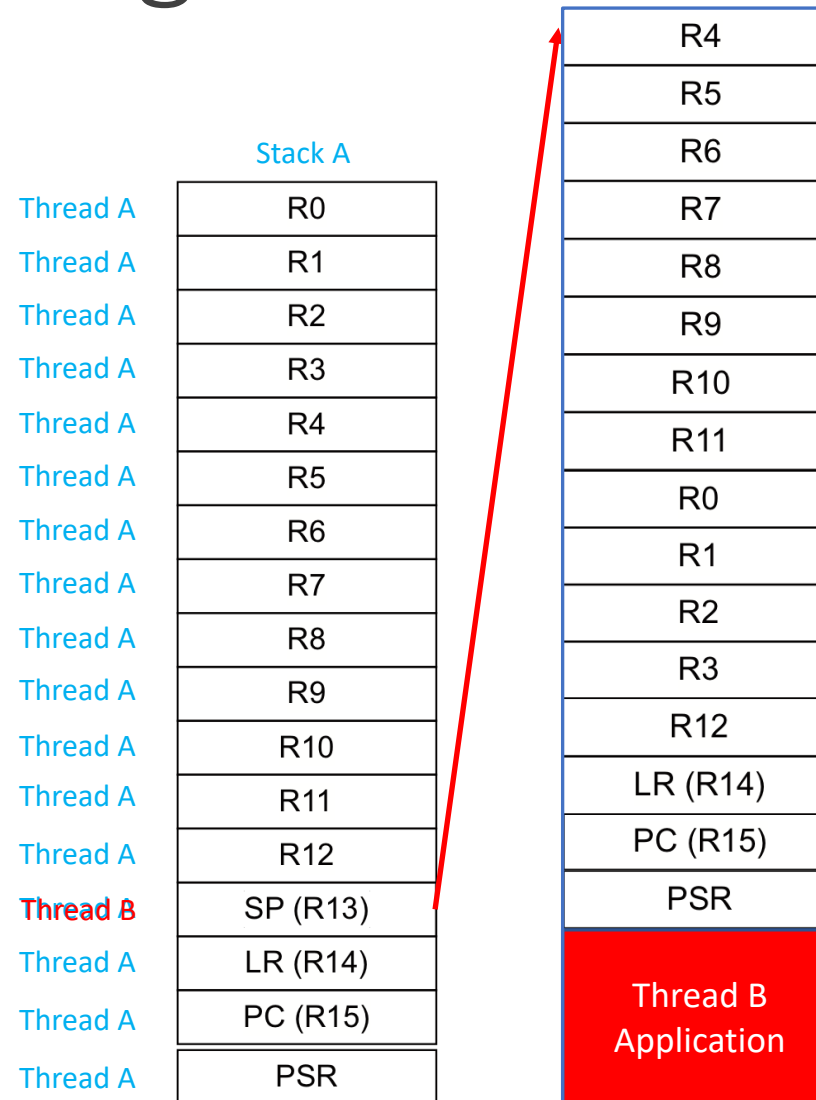 g
Stack A
Thread A R0
Thread A R1
Thread A R2
Thread A R3
Thread A R4
Thread A R5
Thread A R6
Thread A R7
Thread A R8
Thread A R9
Thread A R10
Thread A R11
Thread A R12
Thread B SP (R13)
Thread A LR (R14)
Thread A PC (R15)
Thread A PSR
R4
R5
R6
R7
R8
R9
R10
R11
R0
R1
R2
R3
R12
LR (R14)
PC (R15)
PSR
Thread B
Application